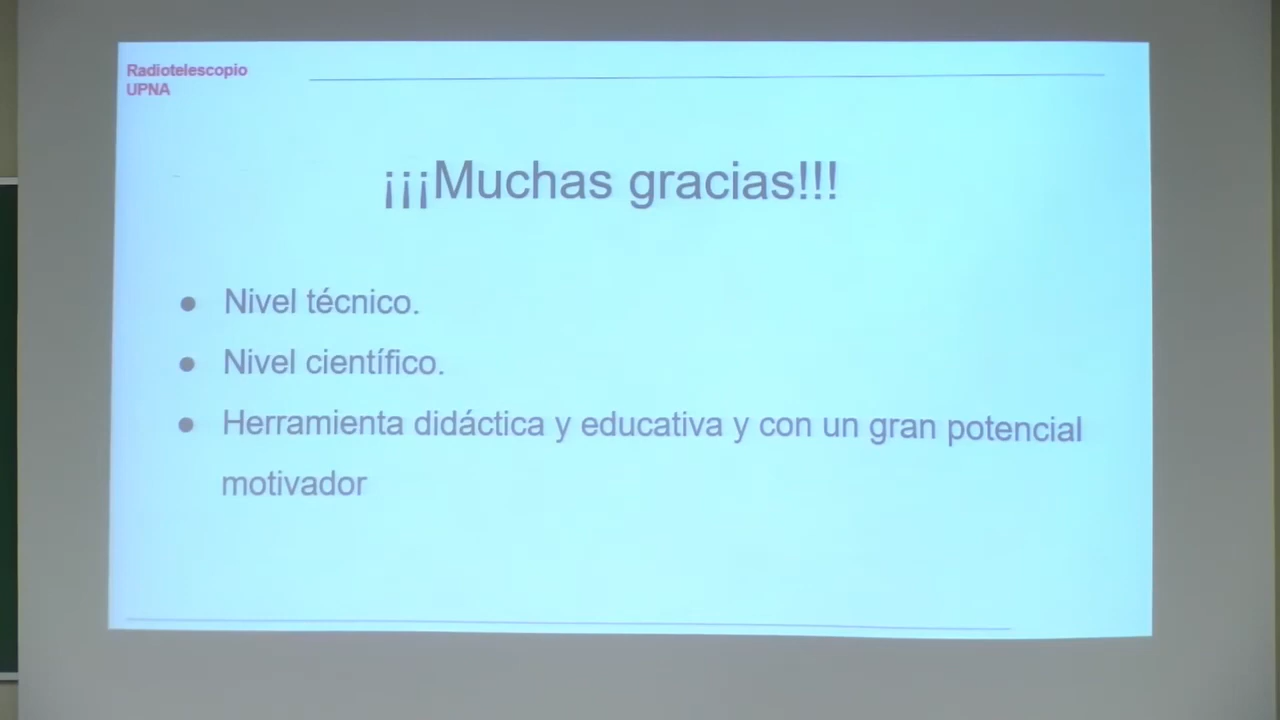 Radiotelescopio
UPNA
¡¡¡Muchas gracias!!!
● Nivel técnico.
● Nivel científico.
● Herramienta didáctica y educativa y con un gran potencial
motivador